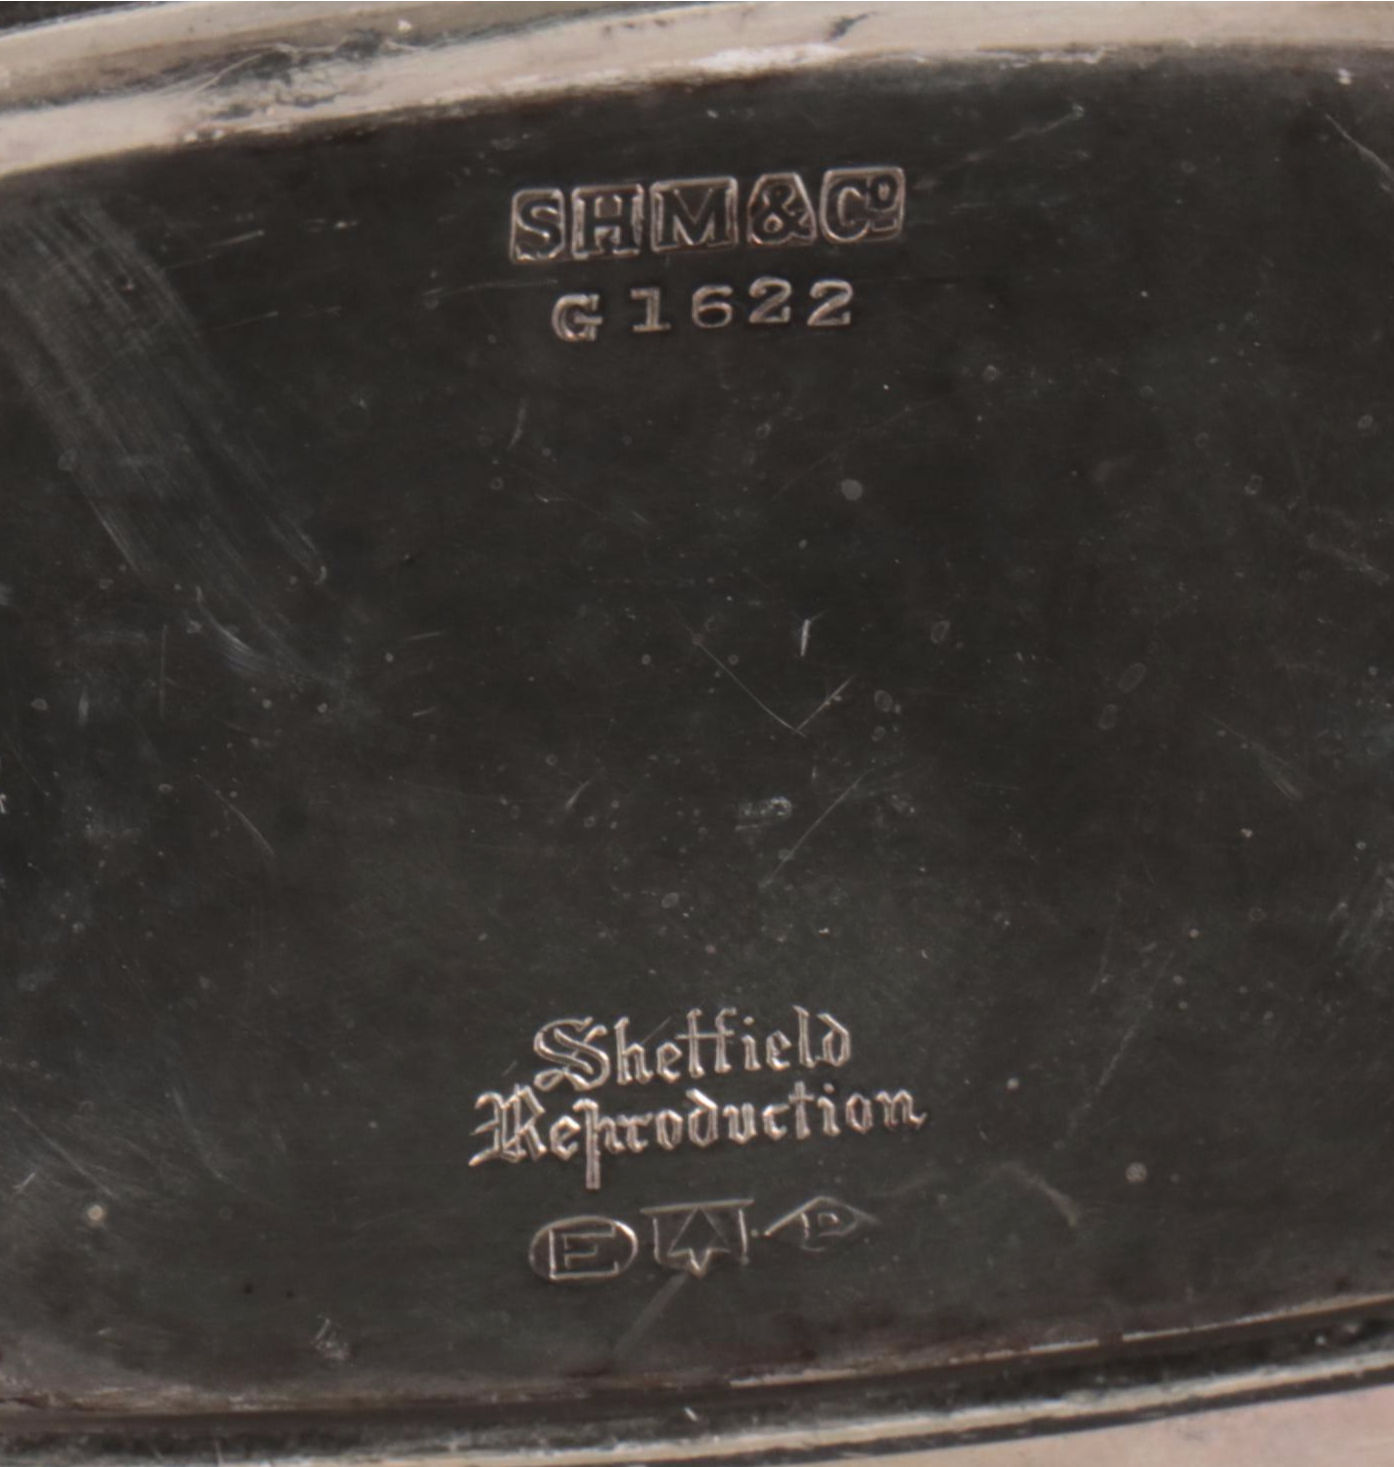 SHM&Cº
G1622
Sheffield
Reproduction
E P